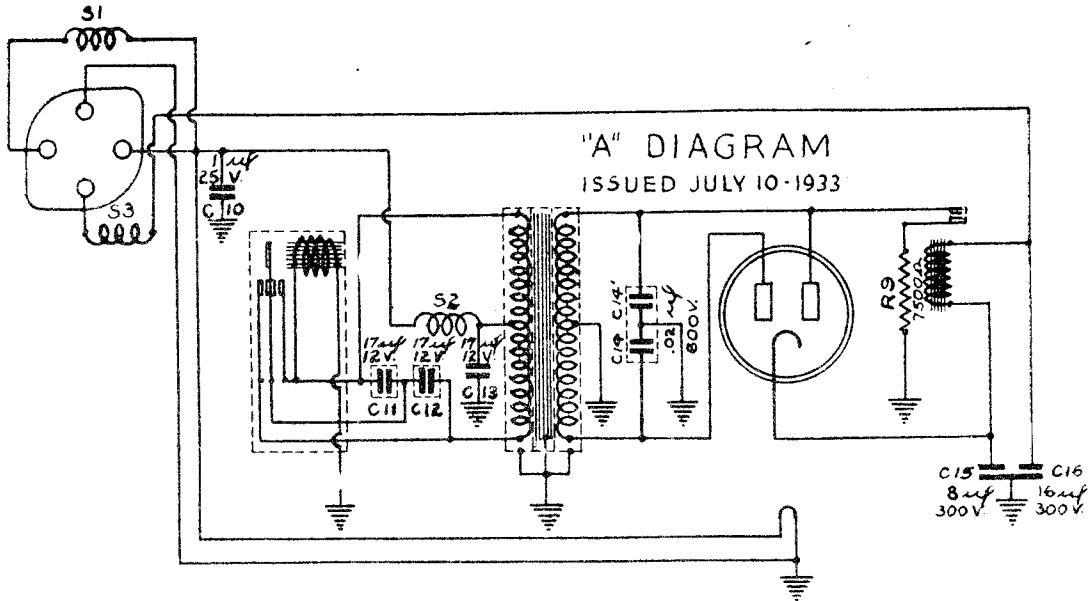 S1
"A" DIAGRAM
ISSUED JULY 10-1933
1 uf
25 V.
C 10
S3
S2
17 uf
12 V.
C11
17 uf
12 V.
C12
17 uf
12 V.
C 13
C14'
C14
.02 uf
800 V.
R9
7500Ω
C15
8 uf
300 V.
C16
16 uf
300 V.